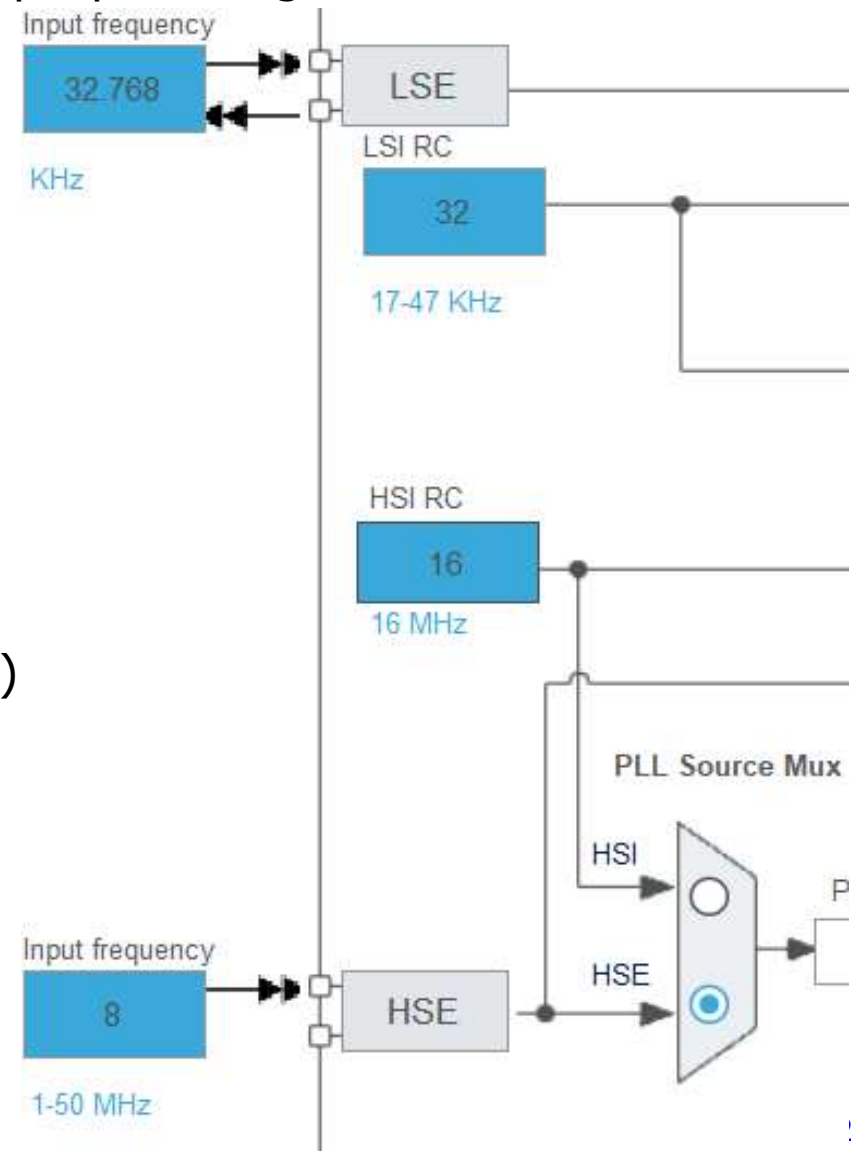 Input frequency
32.768
KHz
LSE
LSI RC
32
17-47 KHz
HSI RC
16
16 MHz
)
PLL Source Mux
HSI
HSE
P
Input frequency
8
1-50 MHz
HSE